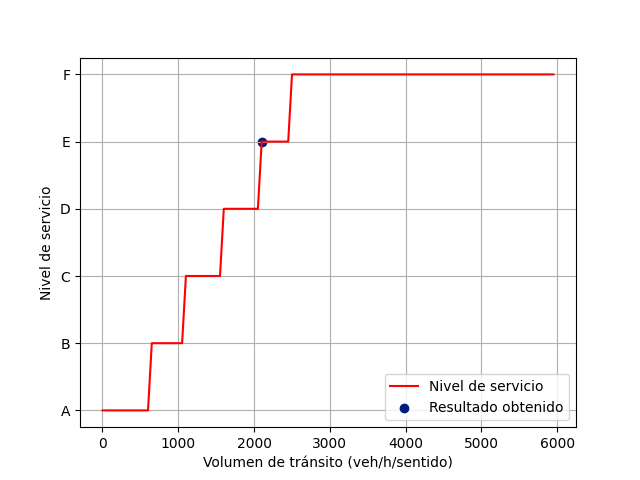 F
E
D
C
B
A
Nivel de servicio
Nivel de servicio
Resultado obtenido
0 1000 2000 3000 4000 5000 6000
Volumen de tránsito (veh/h/sentido)